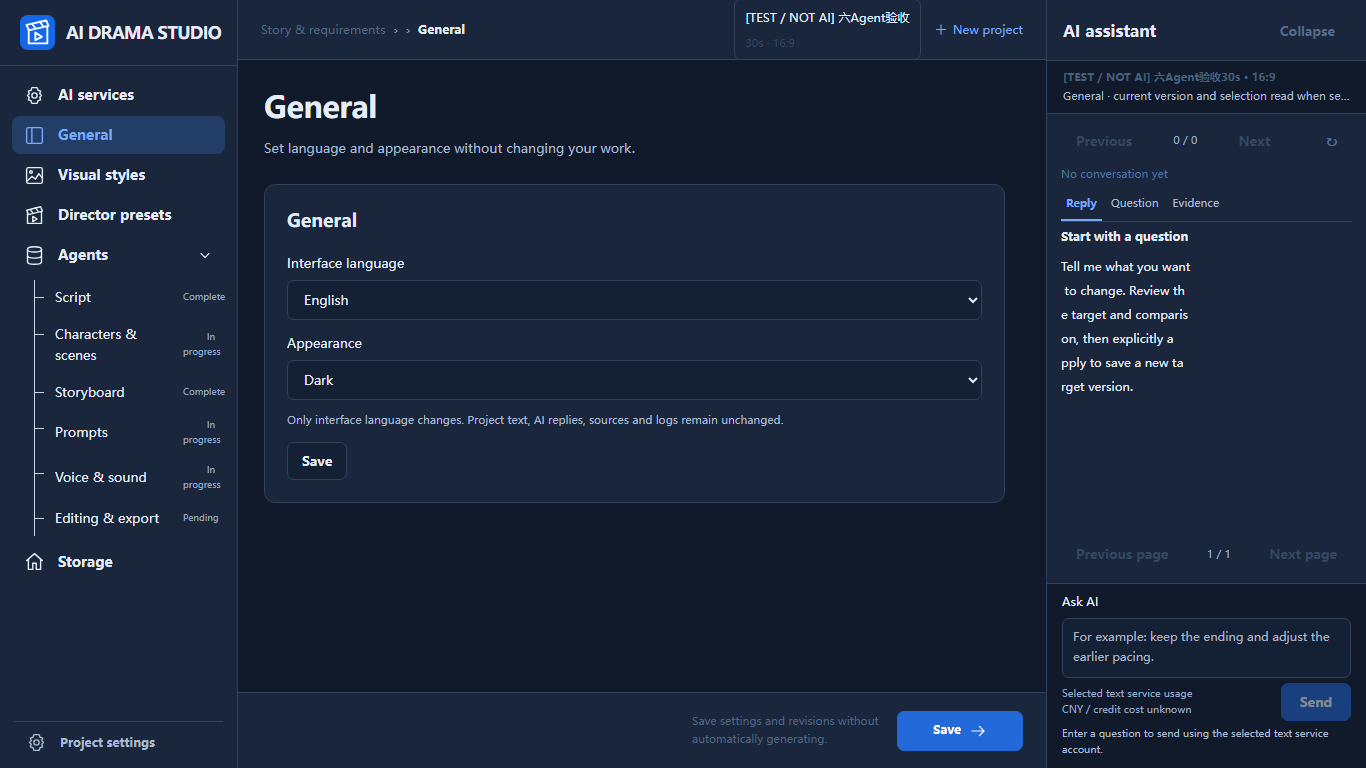 AI DRAMA STUDIO
AI services
General
Visual styles
Director presets
Agents
Script
Complete
Characters &
scenes
In
progress
Storyboard
Complete
Prompts
In
progress
Voice & sound
In
progress
Editing & export
Pending
Storage
Project settings
Story & requirements › › General
[TEST / NOT AI] 六Agent验收
30s · 16:9
+ New project
General
Set language and appearance without changing your work.
General
Interface language
English
Appearance
Dark
Only interface language changes. Project text, AI replies, sources and logs remain unchanged.
Save
Save settings and revisions without
automatically generating.
Save →
AI assistant
Collapse
[TEST / NOT AI] 六Agent验收30s • 16:9
General · current version and selection read when se...
Previous
0 / 0
Next
↻
No conversation yet
Reply
Question
Evidence
Start with a question
Tell me what you want
to change. Review th
e target and comparis
on, then explicitly a
pply to save a new ta
rget version.
Previous page
1 / 1
Next page
Ask AI
For example: keep the ending and adjust the
earlier pacing.
Selected text service usage
CNY / credit cost unknown
Send
Enter a question to send using the selected text service
account.